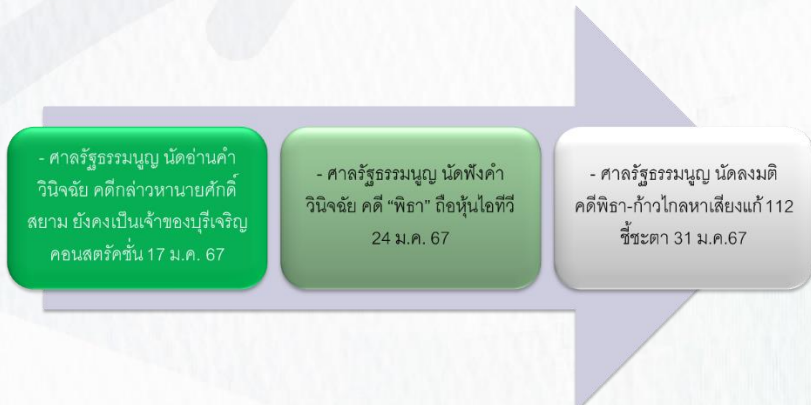 - ศาลรัฐธรรมนูญ นัดอ่านคำ
วินิจฉัย คดีกล่าวหานายศักดิ์
สยาม ยังคงเป็นเจ้าของบุรีเจริญ
คอนสตรัคชั่น 17 ม.ค. 67
- ศาลรัฐธรรมนูญ นัดฟังคำ
วินิจฉัย คดี “พิธา” ถือหุ้นไอทีวี
24 ม.ค. 67
- ศาลรัฐธรรมนูญ นัดลงมติ
คดีพิธา-ก้าวไกลหาเสียงแก้ 112
ชี้ชะตา 31 ม.ค.67